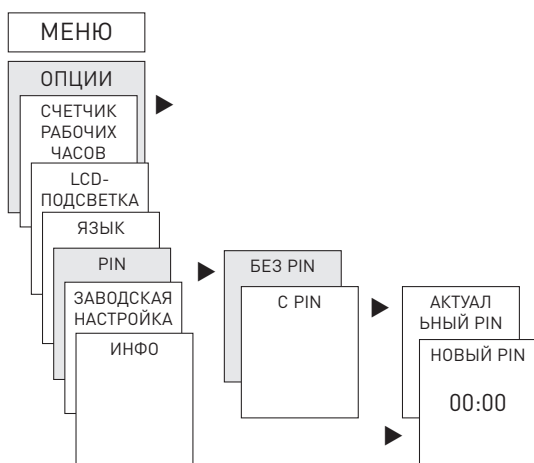 МЕНЮ
ОПЦИИ
СЧЕТЧИК
РАБОЧИХ
ЧАСОВ
LCD-
ПОДСВЕТКА
ЯЗЫК
PIN
ЗАВОДСКАЯ
НАСТРОЙКА
ИНФО
БЕЗ PIN
С PIN
АКТУАЛ
ЬНЫЙ PIN
НОВЫЙ PIN
00:00